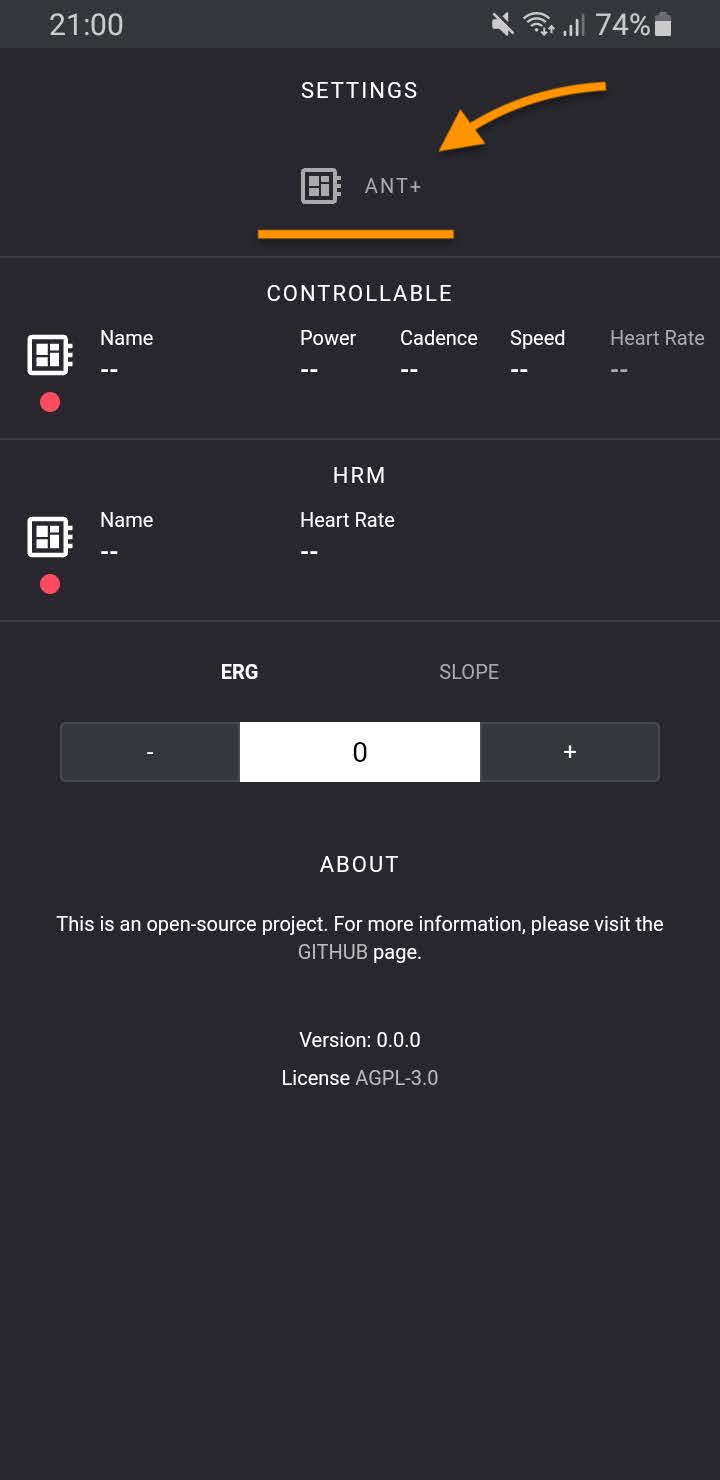 21:00 74%
SETTINGS
ANT+
CONTROLLABLE
Name Power Cadence Speed Heart Rate
-- -- -- -- --
HRM
Name Heart Rate
-- --
ERG SLOPE
- 0 +
ABOUT
This is an open-source project. For more information, please visit the
GITHUB page.
Version: 0.0.0
License AGPL-3.0